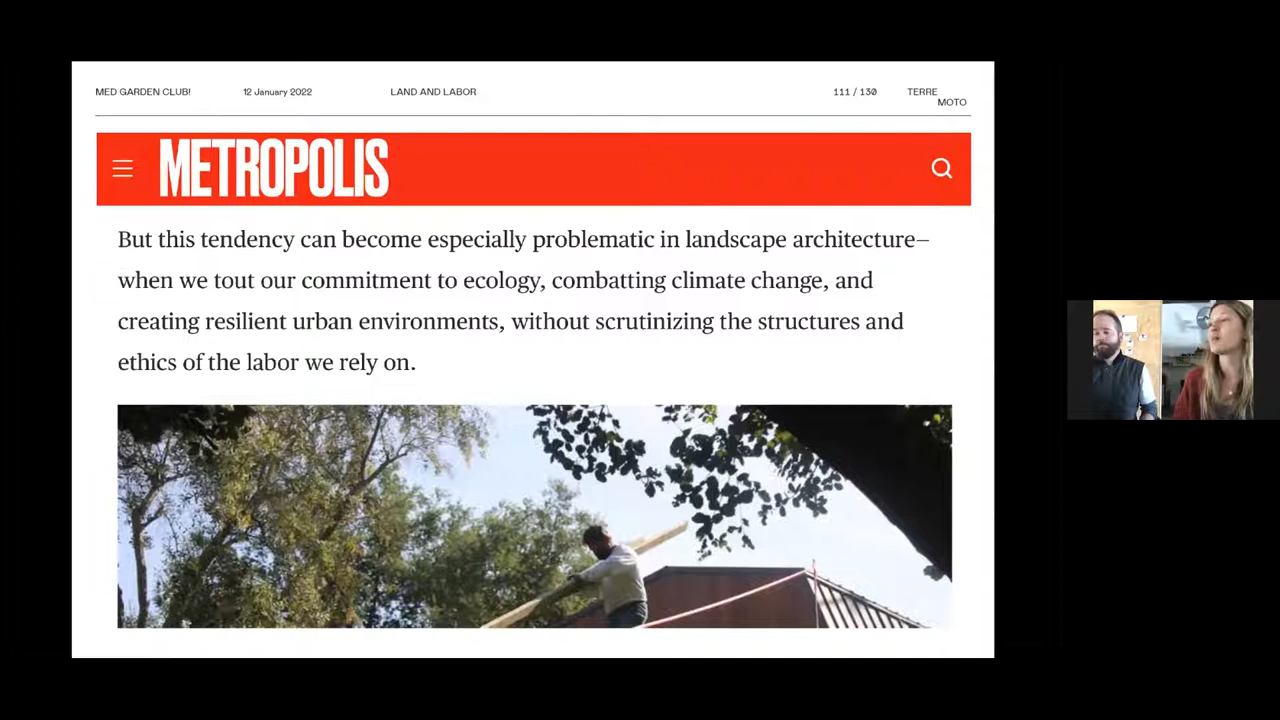 MED GARDEN CLUB! 12 January 2022 LAND AND LABOR 111 / 130 TERRE
MOTO
METROPOLIS
But this tendency can become especially problematic in landscape architecture—
when we tout our commitment to ecology, combatting climate change, and
creating resilient urban environments, without scrutinizing the structures and
ethics of the labor we rely on.